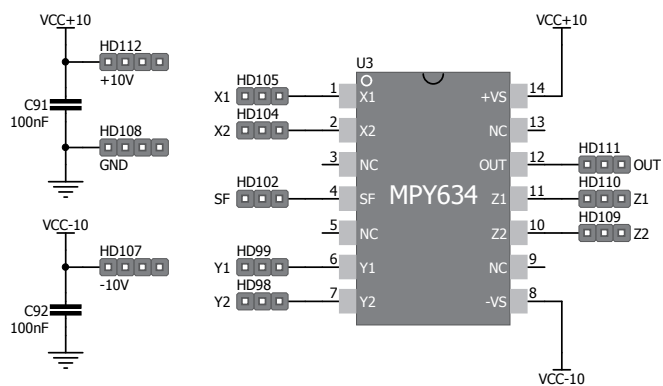 VCC+10
HD112
+10V
C91
100nF
HD108
GND
VCC-10
HD107
-10V
C92
100nF
U3
MPY634
X1 HD105 1 X1
X2 HD104 2 X2
3 NC
SF HD102 4 SF
5 NC
Y1 HD99 6 Y1
Y2 HD98 7 Y2
VCC+10
+VS 14
NC 13
OUT 12 HD111 OUT
Z1 11 HD110 Z1
Z2 10 HD109 Z2
NC 9
-VS 8
VCC-10